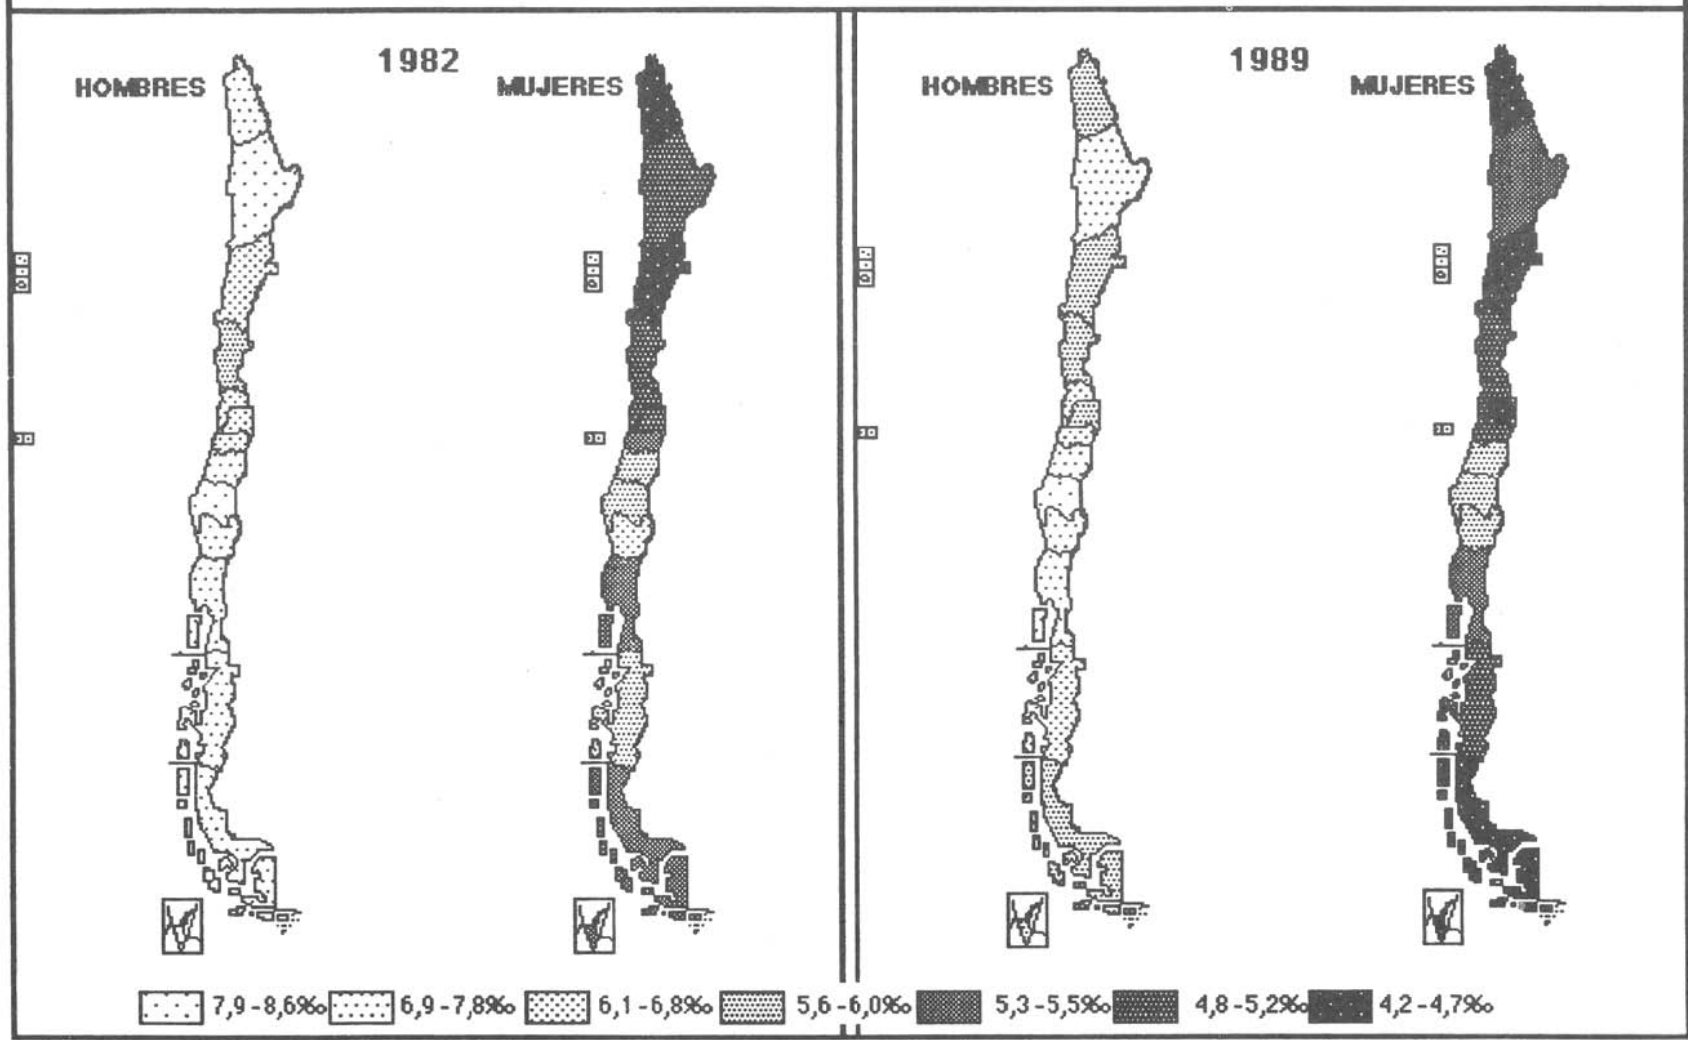 1982
HOMBRES
MUJERES
1989
HOMBRES
MUJERES
7,9 - 8,6‰ 6,9 - 7,8‰ 6,1 - 6,8‰ 5,6 - 6,0‰ 5,3 - 5,5‰ 4,8 - 5,2‰ 4,2 - 4,7‰